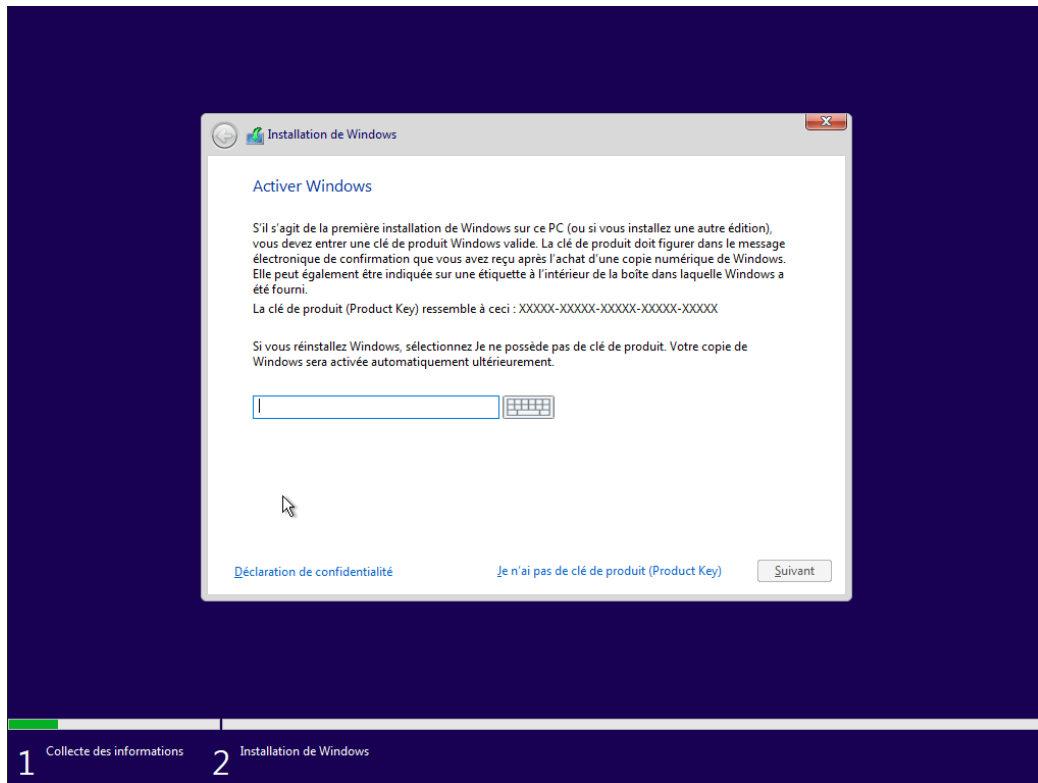 Installation de Windows
Activer Windows
S'il s'agit de la première installation de Windows sur ce PC (ou si vous installez une autre édition),
vous devez entrer une clé de produit Windows valide. La clé de produit doit figurer dans le message
électronique de confirmation que vous avez reçu après l'achat d'une copie numérique de Windows.
Elle peut également être indiquée sur une étiquette à l'intérieur de la boîte dans laquelle Windows a
été fourni.
La clé de produit (Product Key) ressemble à ceci : XXXXX-XXXXX-XXXXX-XXXXX-XXXXX
Si vous réinstallez Windows, sélectionnez Je ne possède pas de clé de produit. Votre copie de
Windows sera activée automatiquement ultérieurement.
Déclaration de confidentialité
Je n'ai pas de clé de produit (Product Key)
Suivant
1 Collecte des informations
2 Installation de Windows